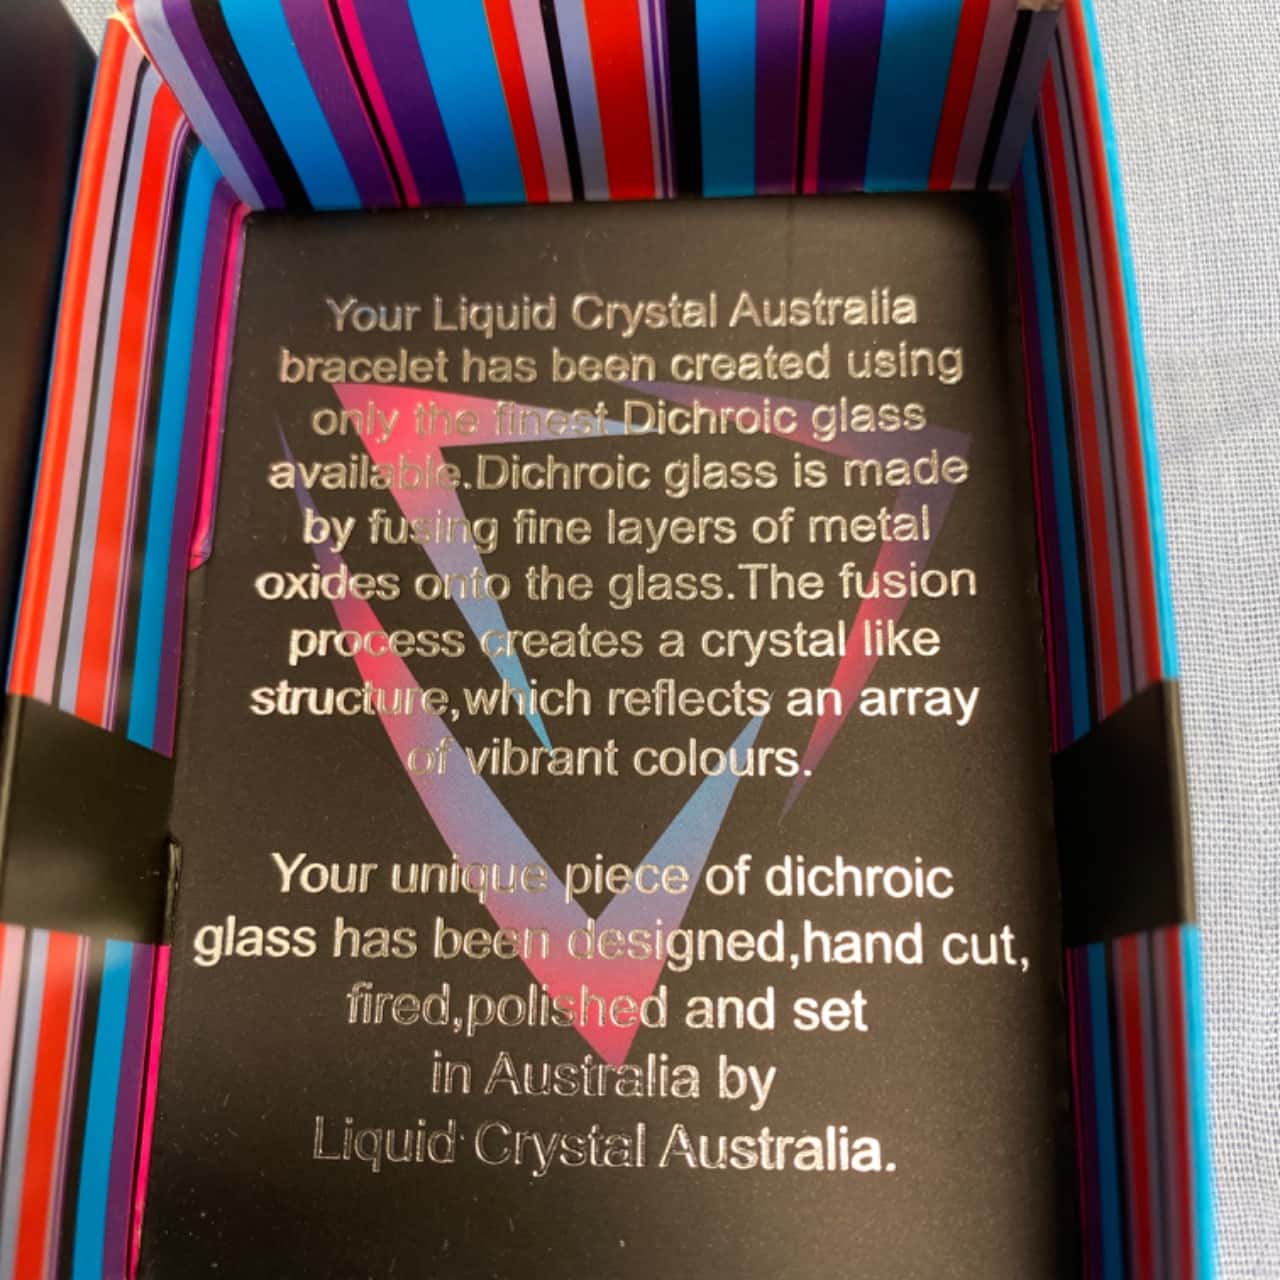 Your Liquid Crystal Australia
bracelet has been created using
only the finest Dichroic glass
available.Dichroic glass is made
by fusing fine layers of metal
oxides onto the glass.The fusion
process creates a crystal like
structure,which reflects an array
of vibrant colours.
Your unique piece of dichroic
glass has been designed,hand cut,
fired,polished and set
in Australia by
Liquid Crystal Australia.